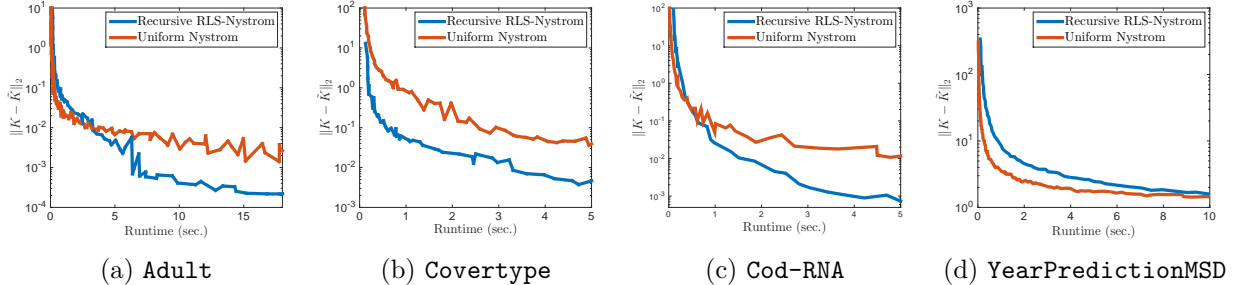 Recursive RLS-Nystrom
Uniform Nystrom
10^1
10^0
10^-1
10^-2
10^-3
10^-4
‖K − K̃‖₂
0 5 10 15
Runtime (sec.)
(a) Adult
Recursive RLS-Nystrom
Uniform Nystrom
10^2
10^1
10^0
10^-1
10^-2
10^-3
‖K − K̃‖₂
0 1 2 3 4 5
Runtime (sec.)
(b) Covertype
Recursive RLS-Nystrom
Uniform Nystrom
10^2
10^1
10^0
10^-1
10^-2
10^-3
‖K − K̃‖₂
0 1 2 3 4 5
Runtime (sec.)
(c) Cod-RNA
Recursive RLS-Nystrom
Uniform Nystrom
10^3
10^2
10^1
10^0
‖K − K̃‖₂
0 2 4 6 8 10
Runtime (sec.)
(d) YearPredictionMSD